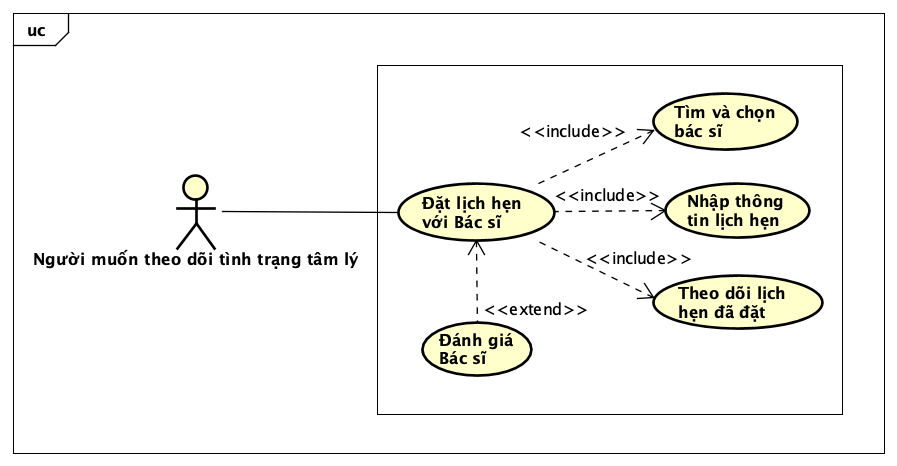 uc
Tìm và chọn
bác sĩ
<<include>>
Đặt lịch hẹn
với Bác sĩ
<<include>>
Nhập thông
tin lịch hẹn
Người muốn theo dõi tình trạng tâm lý
<<include>>
Theo dõi lịch
hẹn đã đặt
<<extend>>
Đánh giá
Bác sĩ